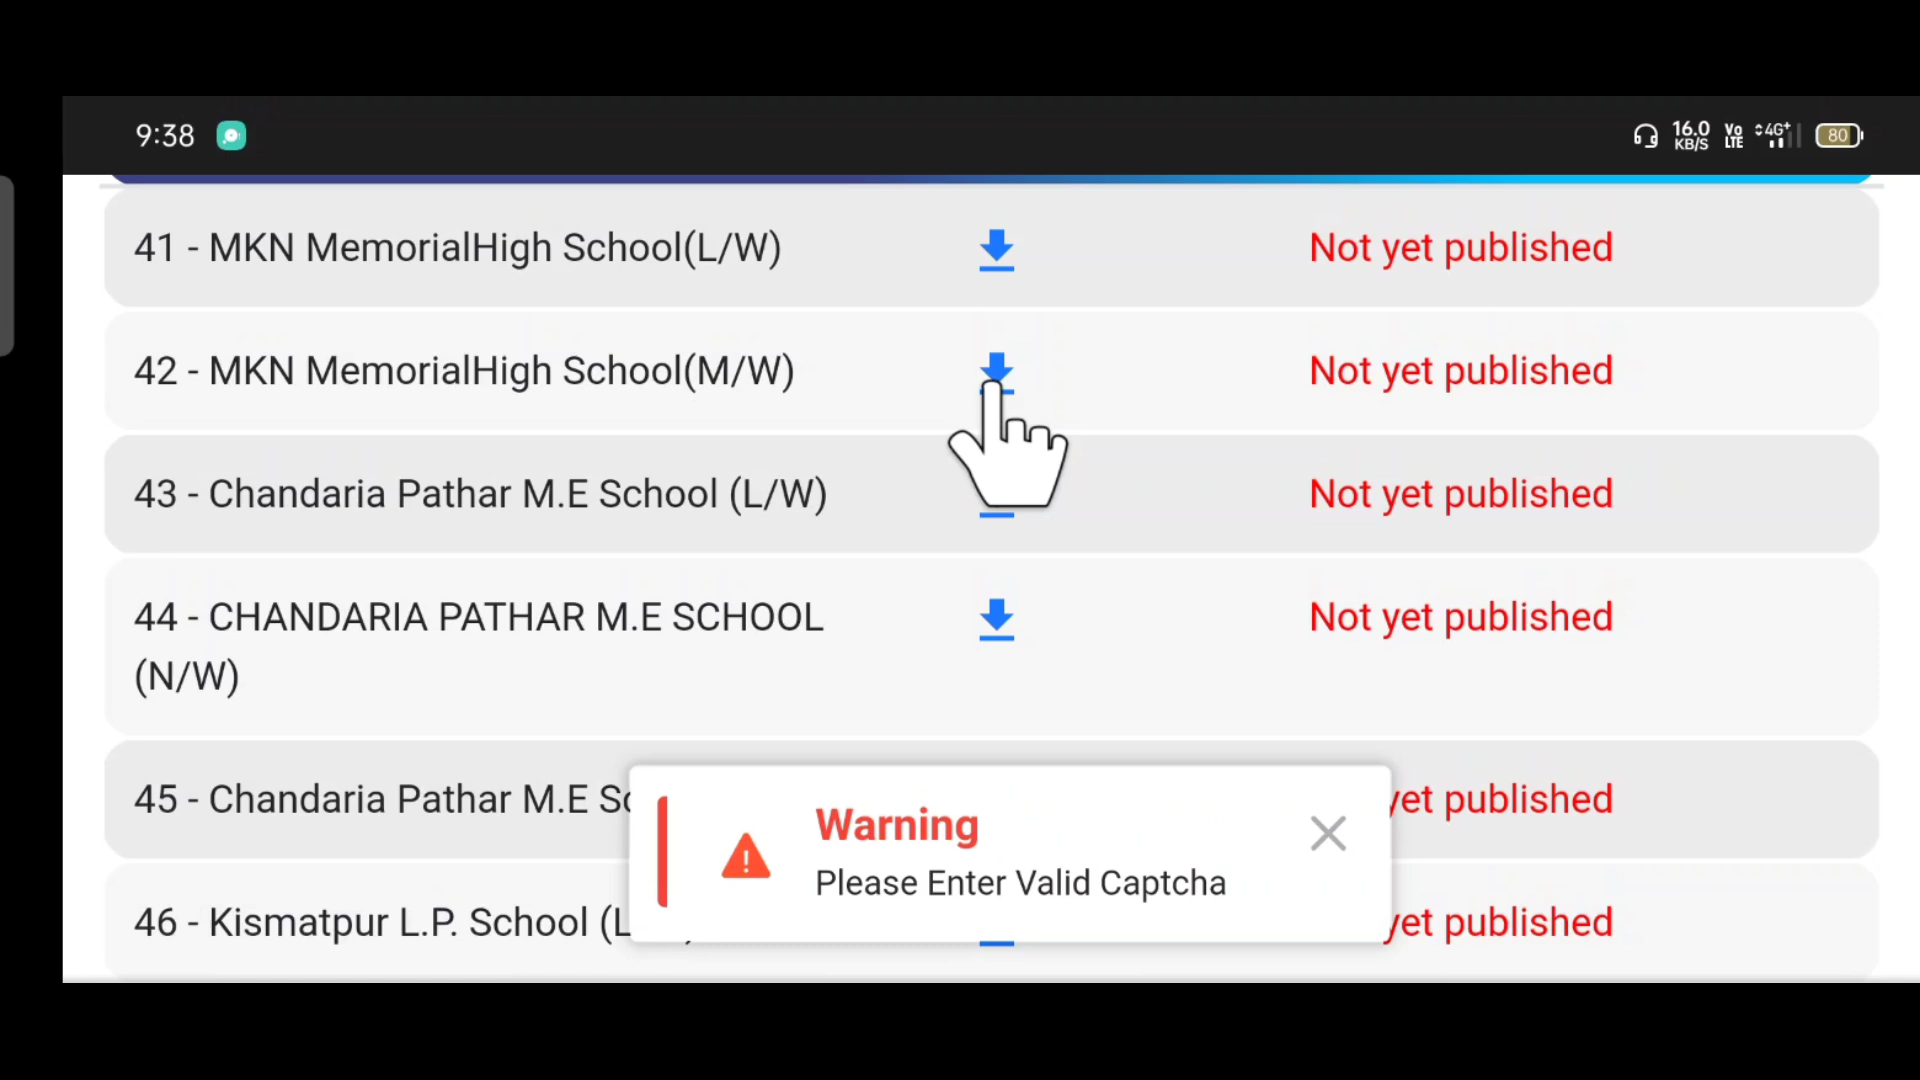 9:38 16.0 KB/S Vo LTE 4G+ 80
41 - MKN MemorialHigh School(L/W) Not yet published
42 - MKN MemorialHigh School(M/W) Not yet published
43 - Chandaria Pathar M.E School (L/W) Not yet published
44 - CHANDARIA PATHAR M.E SCHOOL Not yet published
(N/W)
45 - Chandaria Pathar M.E yet published
Warning
Please Enter Valid Captcha
46 - Kismatpur L.P. School yet published